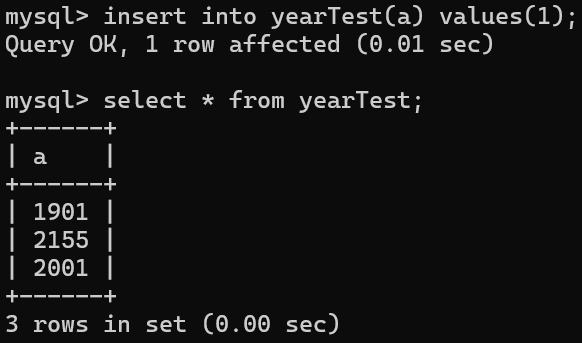 mysql> insert into yearTest(a) values(1);
Query OK, 1 row affected (0.01 sec)
mysql> select * from yearTest;
+------+
| a    |
+------+
| 1901 |
| 2155 |
| 2001 |
+------+
3 rows in set (0.00 sec)